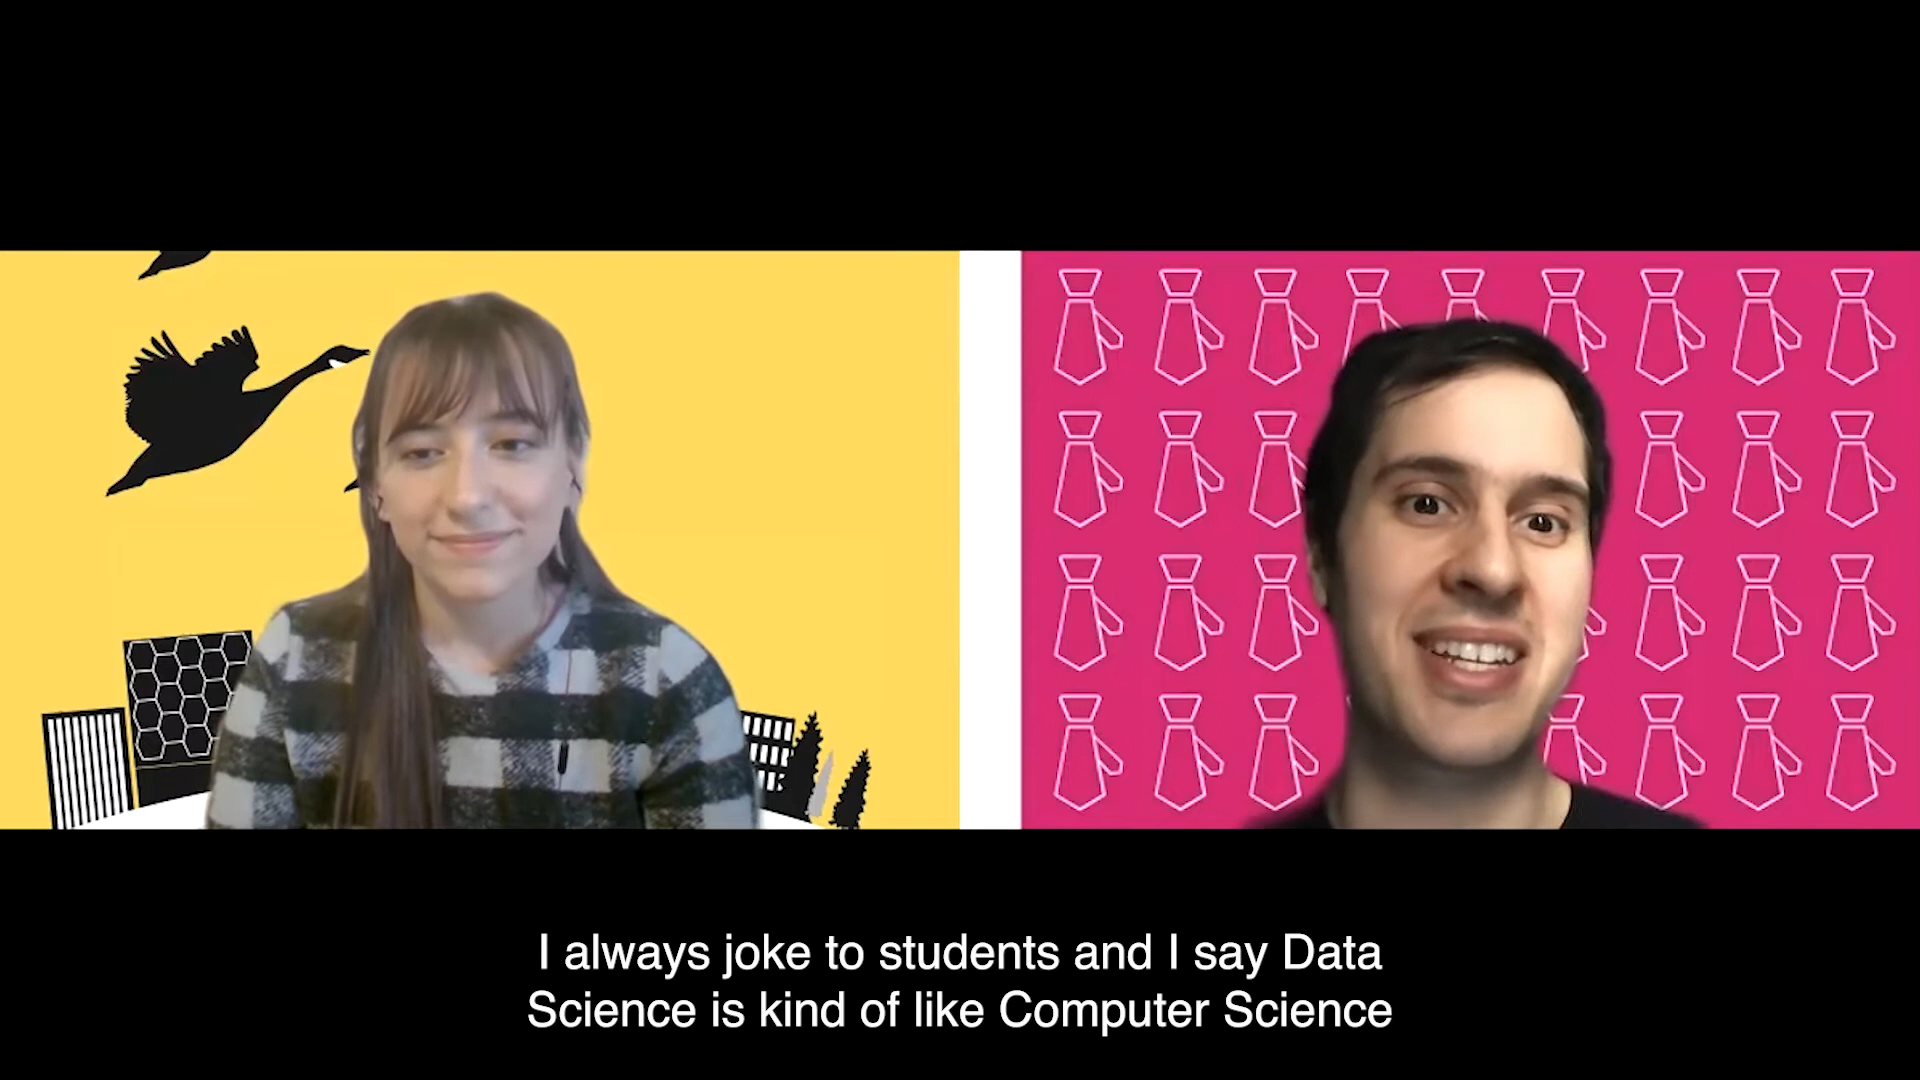 I always joke to students and I say Data
Science is kind of like Computer Science